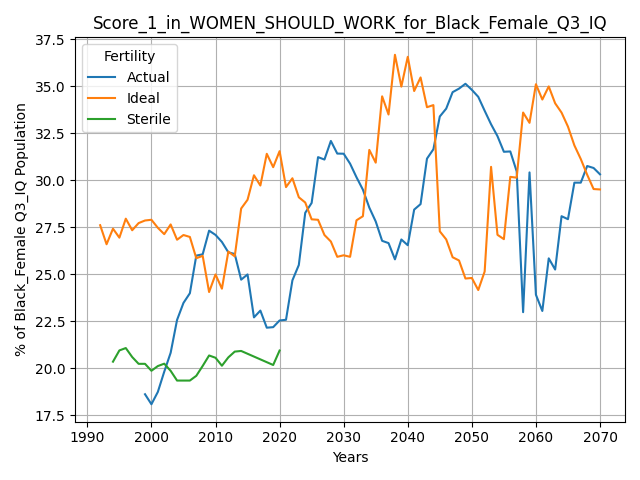 Score_1_in_WOMEN_SHOULD_WORK_for_Black_Female_Q3_IQ
% of Black_Female Q3_IQ Population
37.5
35.0
32.5
30.0
27.5
25.0
22.5
20.0
17.5
Fertility
Actual
Ideal
Sterile
1990
2000
2010
2020
2030
2040
2050
2060
2070
Years